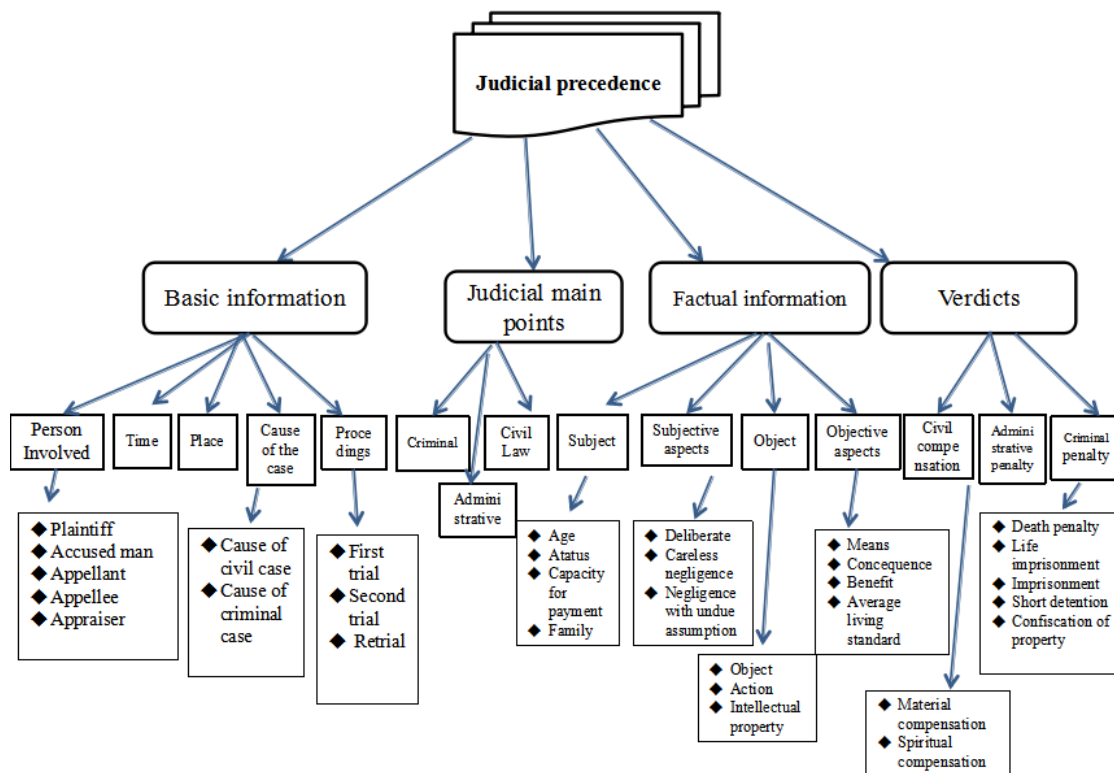 Judicial precedence
Basic information
Judicial main
points
Factual information
Verdicts
Person
Involved
Time
Place
Cause
of the
case
Proce
dings
Criminal
Civil
Law
Admini
strative
Subject
Subjective
aspects
Object
Objective
aspects
Civil
compe
nsation
Admini
strative
penalty
Criminal
penalty
◆ Plaintiff
◆ Accused man
◆ Appellant
◆ Appellee
◆ Appraiser
◆ Cause of
civil case
◆ Cause of
criminal
case
◆ First
trial
◆ Second
trial
◆ Retrial
◆ Age
◆ Atatus
◆ Capacity
for
payment
◆ Family
◆ Deliberate
◆ Careless
negligence
◆ Negligence
with undue
assumption
◆ Object
◆ Action
◆ Intellectual
property
◆ Means
◆ Concequence
◆ Benefit
◆ Average
living
standard
◆ Material
compensation
◆ Spiritual
compensation
◆ Death penalty
◆ Life
imprisonment
◆ Imprisonment
◆ Short detention
◆ Confiscation of
property